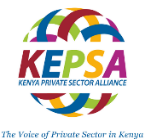 KEPSA
KENYA PRIVATE SECTOR ALLIANCE
The Voice of Private Sector in Kenya